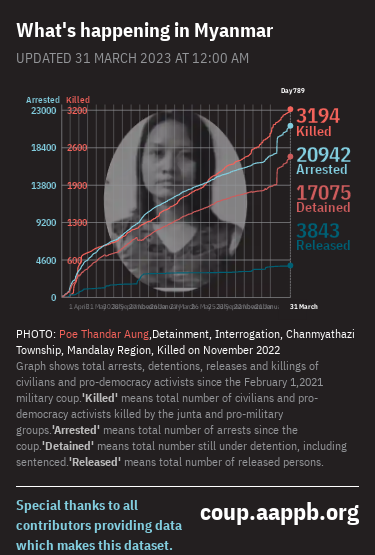 What's happening in Myanmar
UPDATED 31 MARCH 2023 AT 12:00 AM
Day789
Arrested Killed
23000 3200
18400 2600
13800 1900
9200 1300
4600 600
0
3194
Killed
20942
Arrested
17075
Detained
3843
Released
31 March
PHOTO: Poe Thandar Aung,Detainment, Interrogation, Chanmyathazi
Township, Mandalay Region, Killed on November 2022
Graph shows total arrests, detentions, releases and killings of
civilians and pro-democracy activists since the February 1,2021
military coup.'Killed' means total number of civilians and pro-
democracy activists killed by the junta and pro-military
groups.'Arrested' means total number of arrests since the
coup.'Detained' means total number still under detention, including
sentenced.'Released' means total number of released persons.
Special thanks to all
contributors providing data
which makes this dataset.
coup.aappb.org